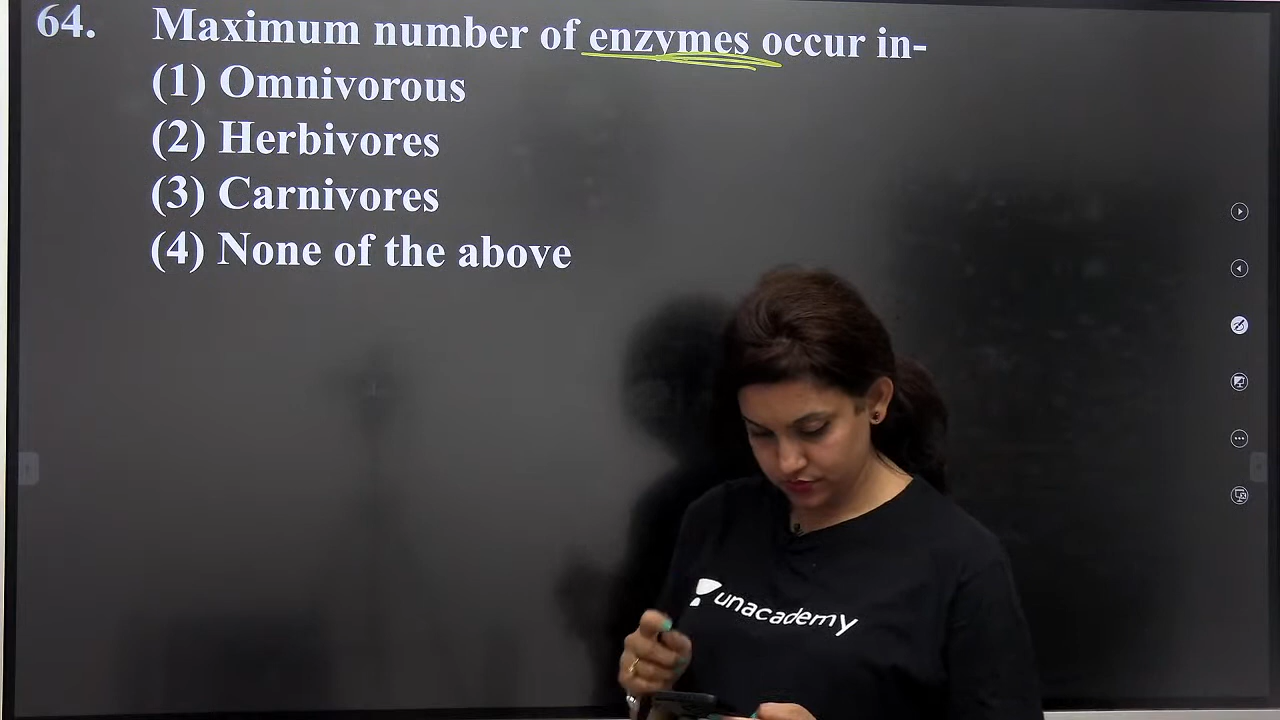 64. Maximum number of enzymes occur in-
(1) Omnivorous
(2) Herbivores
(3) Carnivores
(4) None of the above
unacademy